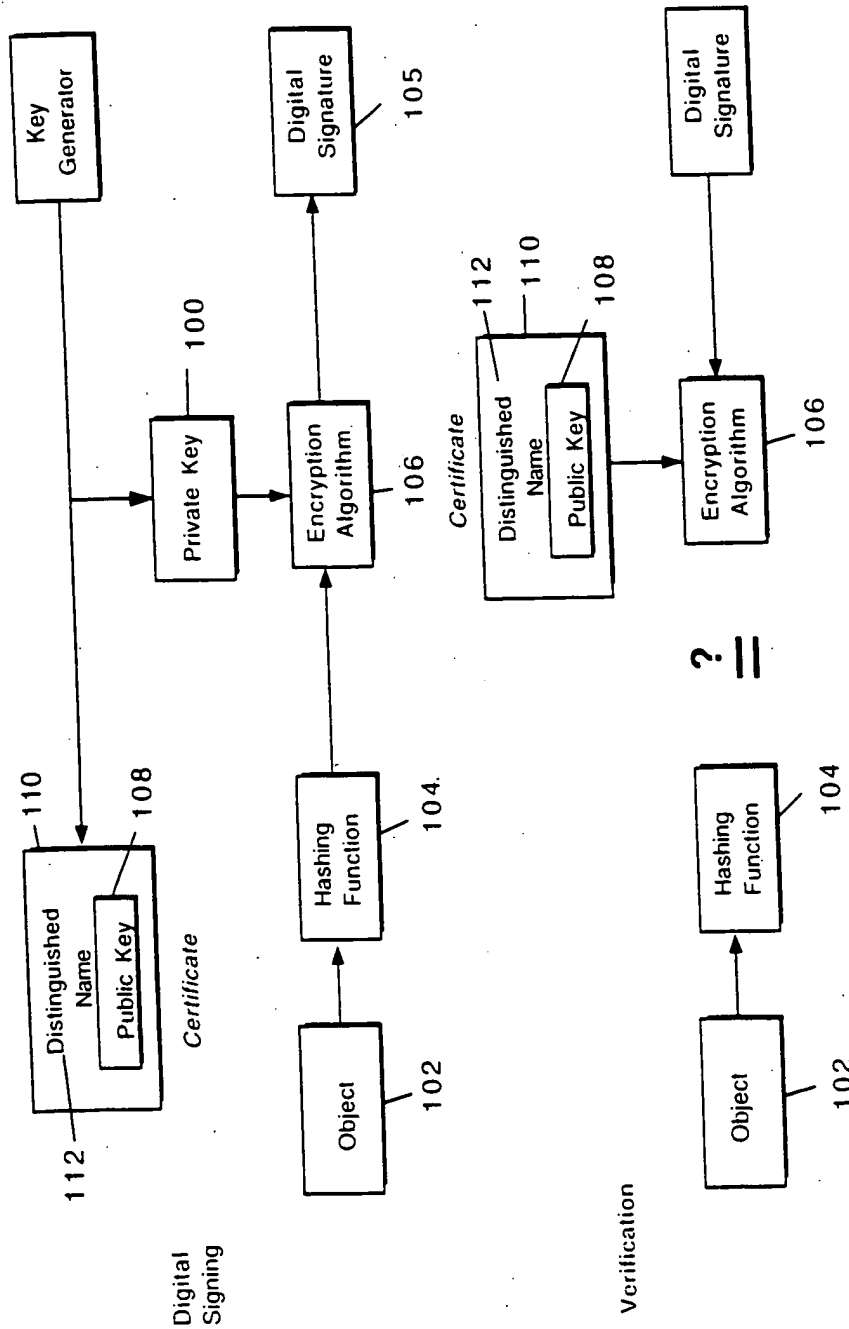 Digital
Signing
Key
Generator
110
108
112
Distinguished
Name
Public Key
Certificate
Private Key
100
Object
102
Hashing
Function
104.
Encryption
Algorithm
106
Digital
Signature
105
Verification
Certificate
112
110
108
Distinguished
Name
Public Key
Object
102
Hashing
Function
104
?
=
Encryption
Algorithm
106
Digital
Signature